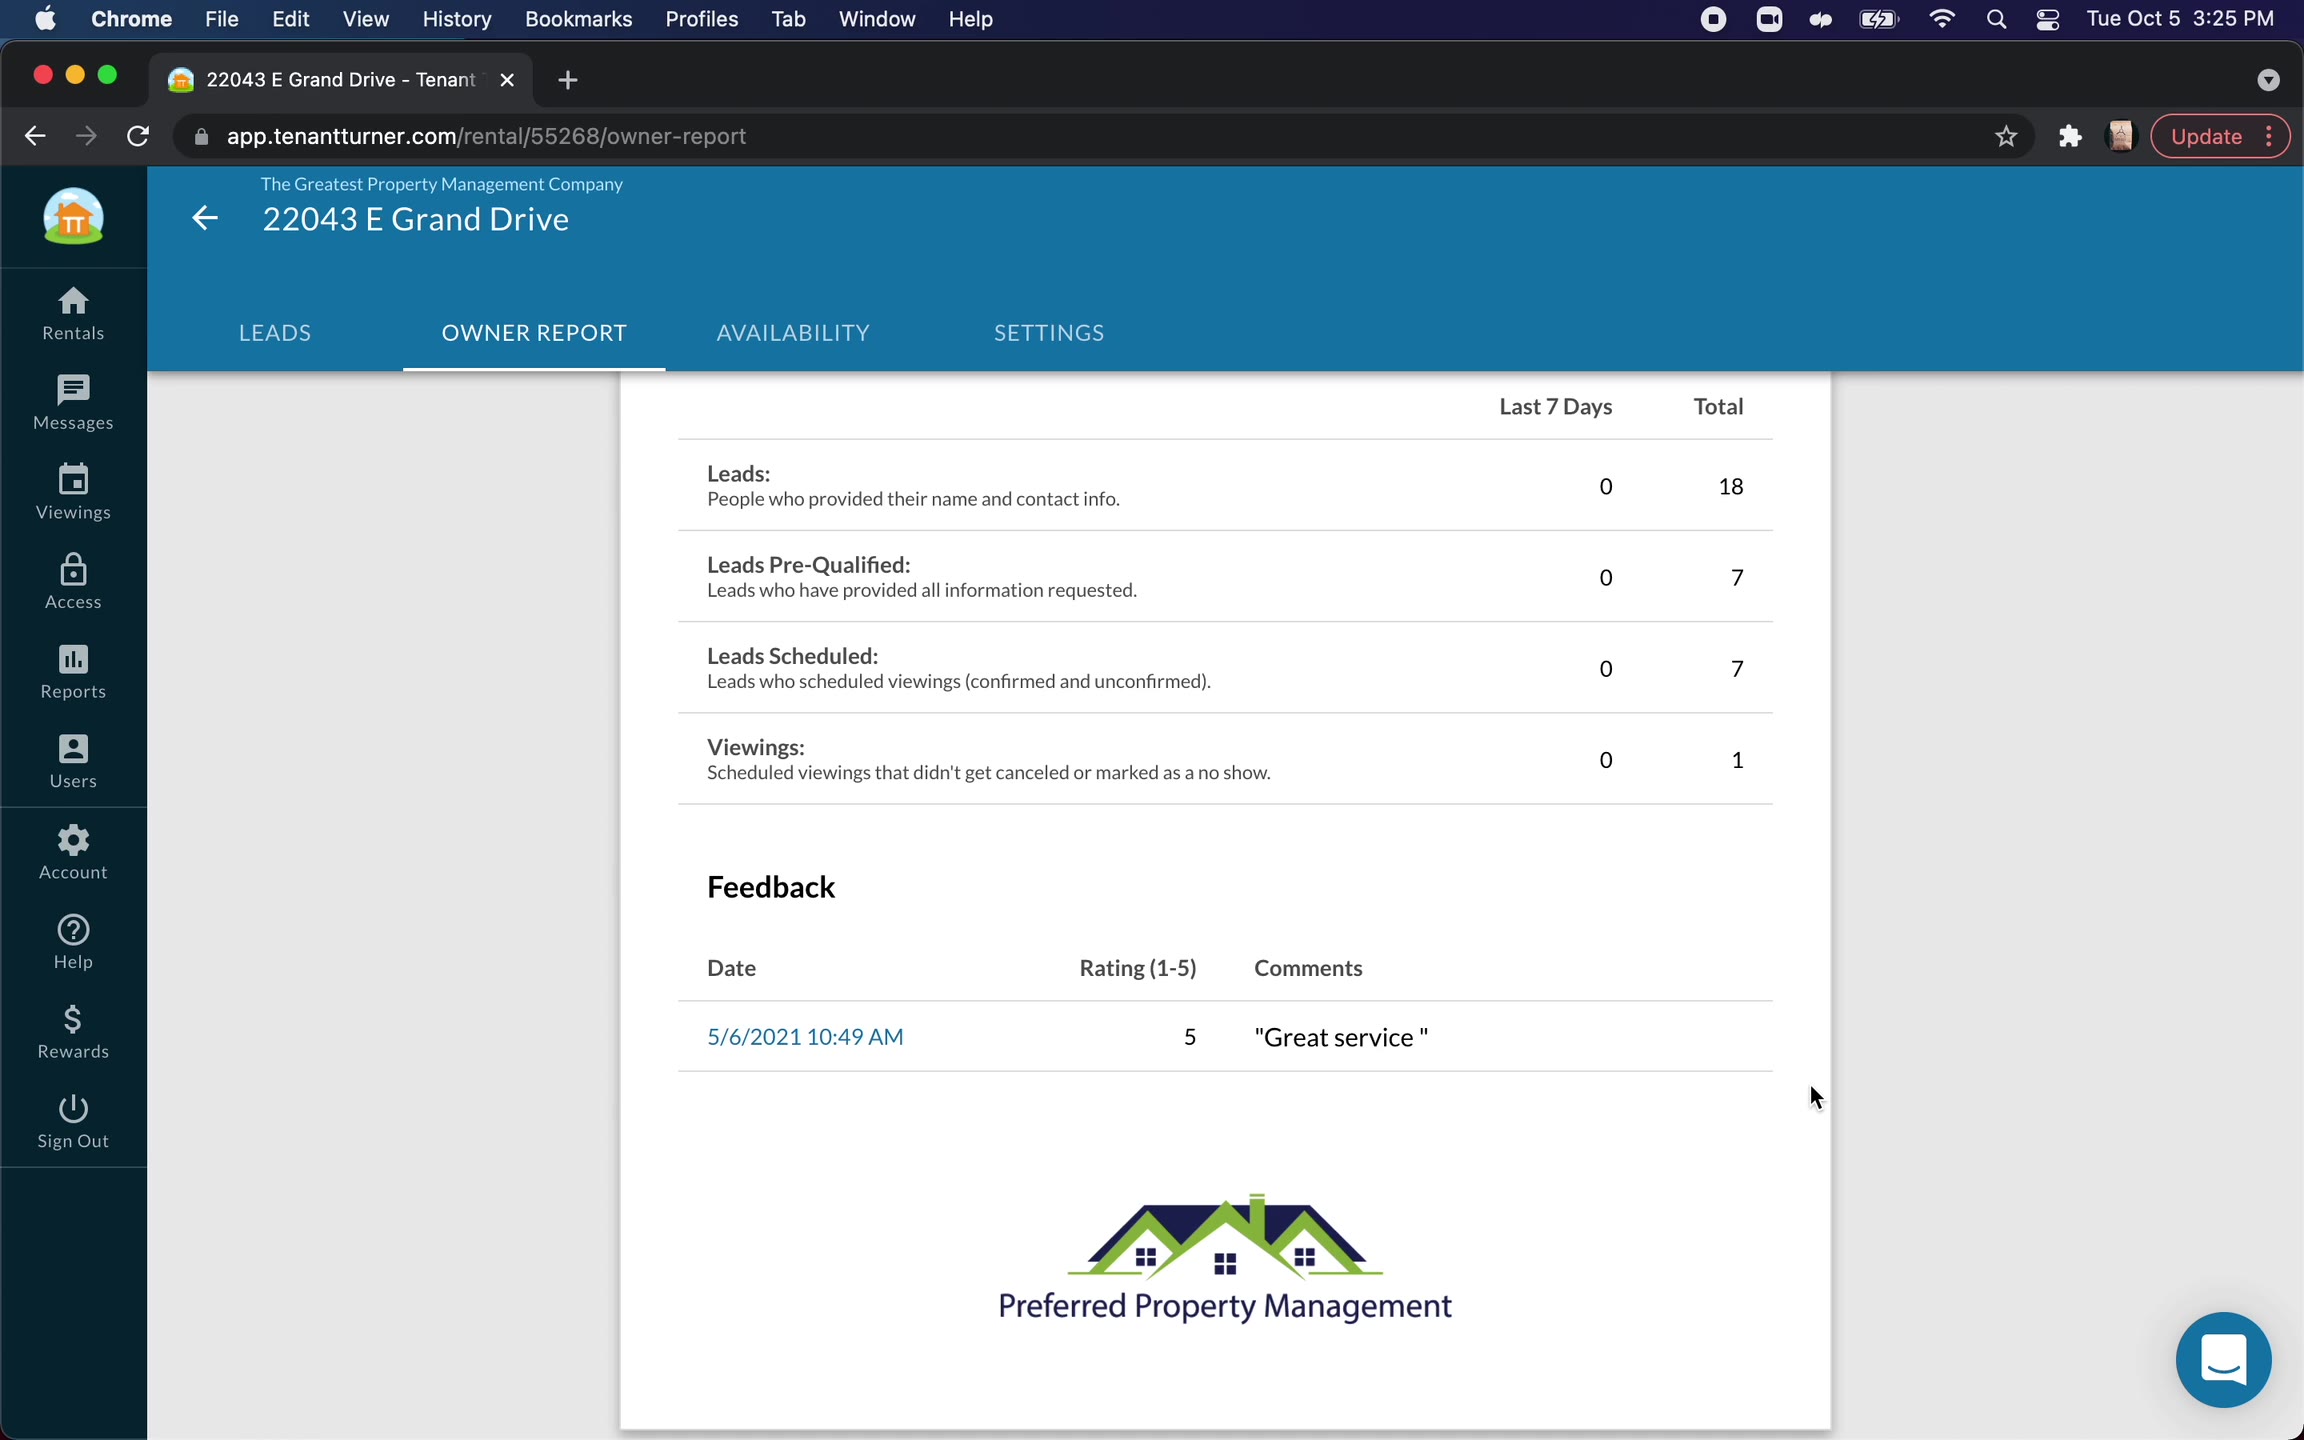 Chrome File Edit View History Bookmarks Profiles Tab Window Help Tue Oct 5 3:25 PM
22043 E Grand Drive - Tenant
app.tenantturner.com/rental/55268/owner-report Update
The Greatest Property Management Company
22043 E Grand Drive
LEADS OWNER REPORT AVAILABILITY SETTINGS
Rentals
Messages
Viewings
Access
Reports
Users
Account
Help
Rewards
Sign Out
Last 7 Days Total
Leads: 0 18
People who provided their name and contact info.
Leads Pre-Qualified: 0 7
Leads who have provided all information requested.
Leads Scheduled: 0 7
Leads who scheduled viewings (confirmed and unconfirmed).
Viewings: 0 1
Scheduled viewings that didn't get canceled or marked as a no show.
Feedback
Date Rating (1-5) Comments
5/6/2021 10:49 AM 5 "Great service "
Preferred Property Management